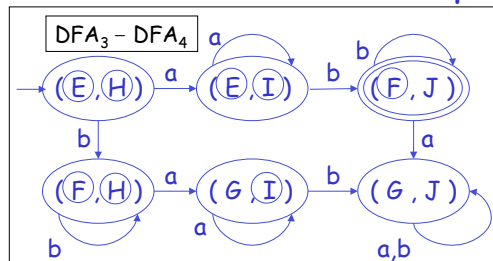 DFA₃ – DFA₄
a
b
(E,H) a (E,I) b (F,J)
b a
(F,H) a (G,I) b (G,J)
b a a,b